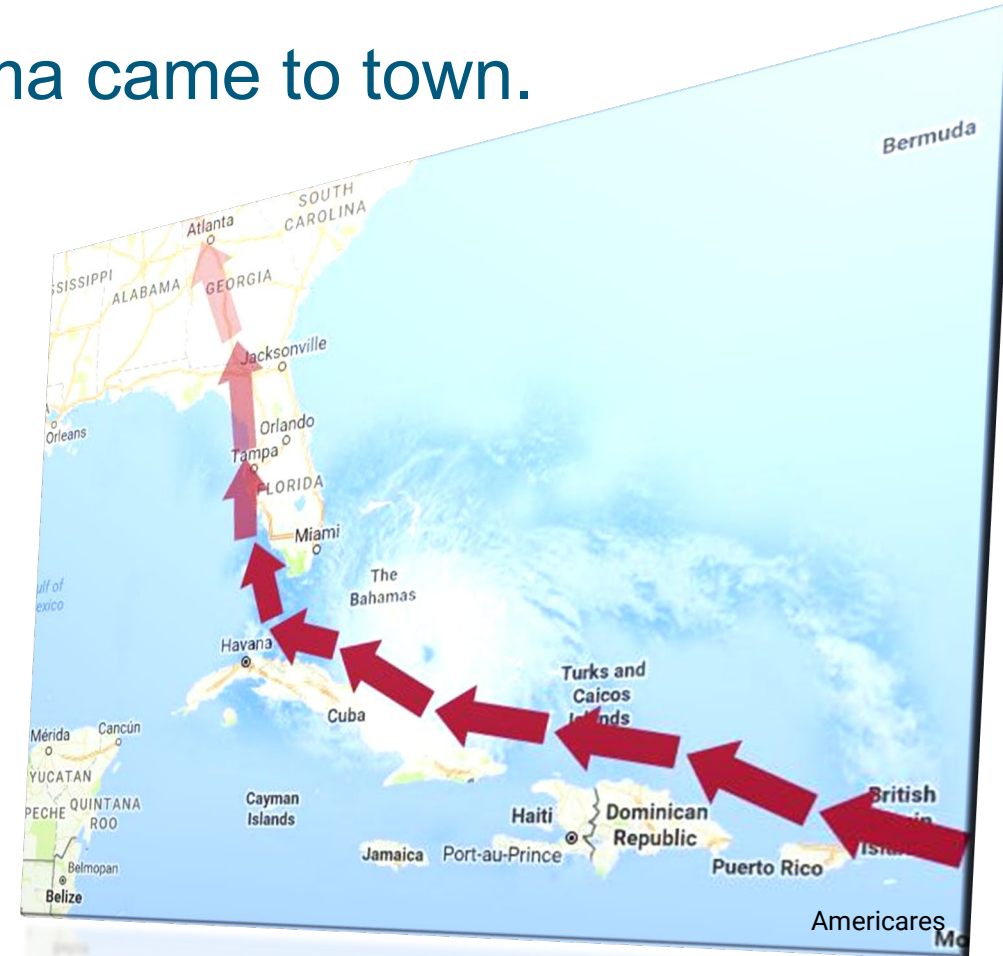 na came to town.
Bermuda
SOUTH
CAROLINA
Atlanta
SSISSIPPI
ALABAMA
GEORGIA
Jacksonville
Orleans
Orlando
Tampa
FLORIDA
Miami
The
Bahamas
ulf of
exico
Havana
Turks and
Caicos
Cuba
Mérida
Cancún
YUCATAN
PECHE
QUINTANA
ROO
Cayman
Islands
Haiti
Dominican
Republic
British
Jamaica
Port-au-Prince
Puerto Rico
Belmopan
Belize
Americares
Mo